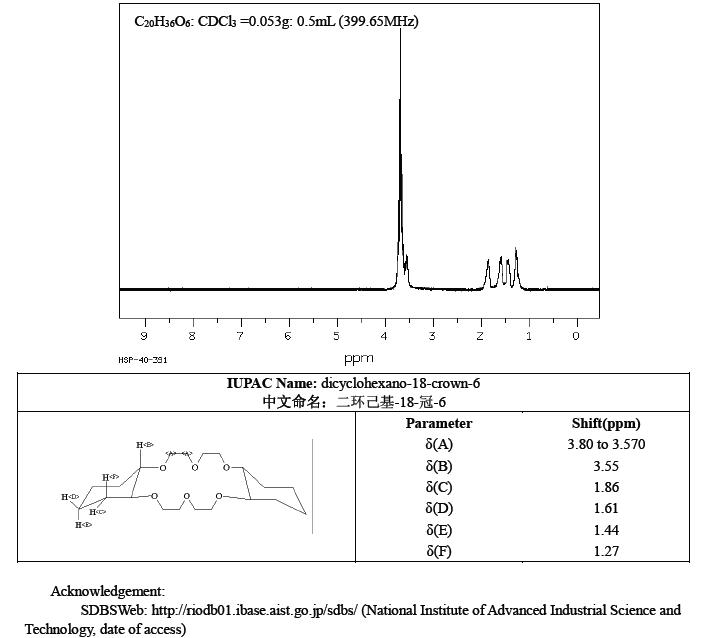 C₂₀H₃₆O₆: CDCl₃ =0.053g: 0.5mL (399.65MHz)
9 8 7 6 5 4 3 2 1 0
HSP-40-391
ppm
IUPAC Name: dicyclohexano-18-crown-6
中文命名：二环己基-18-冠-6
Parameter Shift(ppm)
δ(A) 3.80 to 3.570
δ(B) 3.55
δ(C) 1.86
δ(D) 1.61
δ(E) 1.44
δ(F) 1.27
H<B>
<A> <A>
O O O
H<F>
H<D> H<C> O O O
H<E>
Acknowledgement:
SDBSWeb: http://riodb01.ibase.aist.go.jp/sdbs/ (National Institute of Advanced Industrial Science and
Technology, date of access)